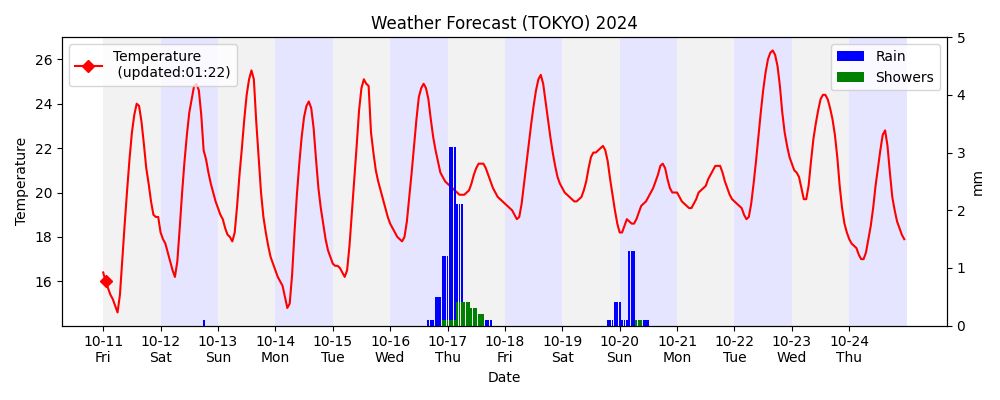 Weather Forecast (TOKYO) 2024
Temperature
(updated:01:22)
Rain
Showers
Temperature
26
24
22
20
18
16
5
4
3
2
1
0
mm
10-11 10-12 10-13 10-14 10-15 10-16 10-17 10-18 10-19 10-20 10-21 10-22 10-23 10-24
Fri Sat Sun Mon Tue Wed Thu Fri Sat Sun Mon Tue Wed Thu
Date